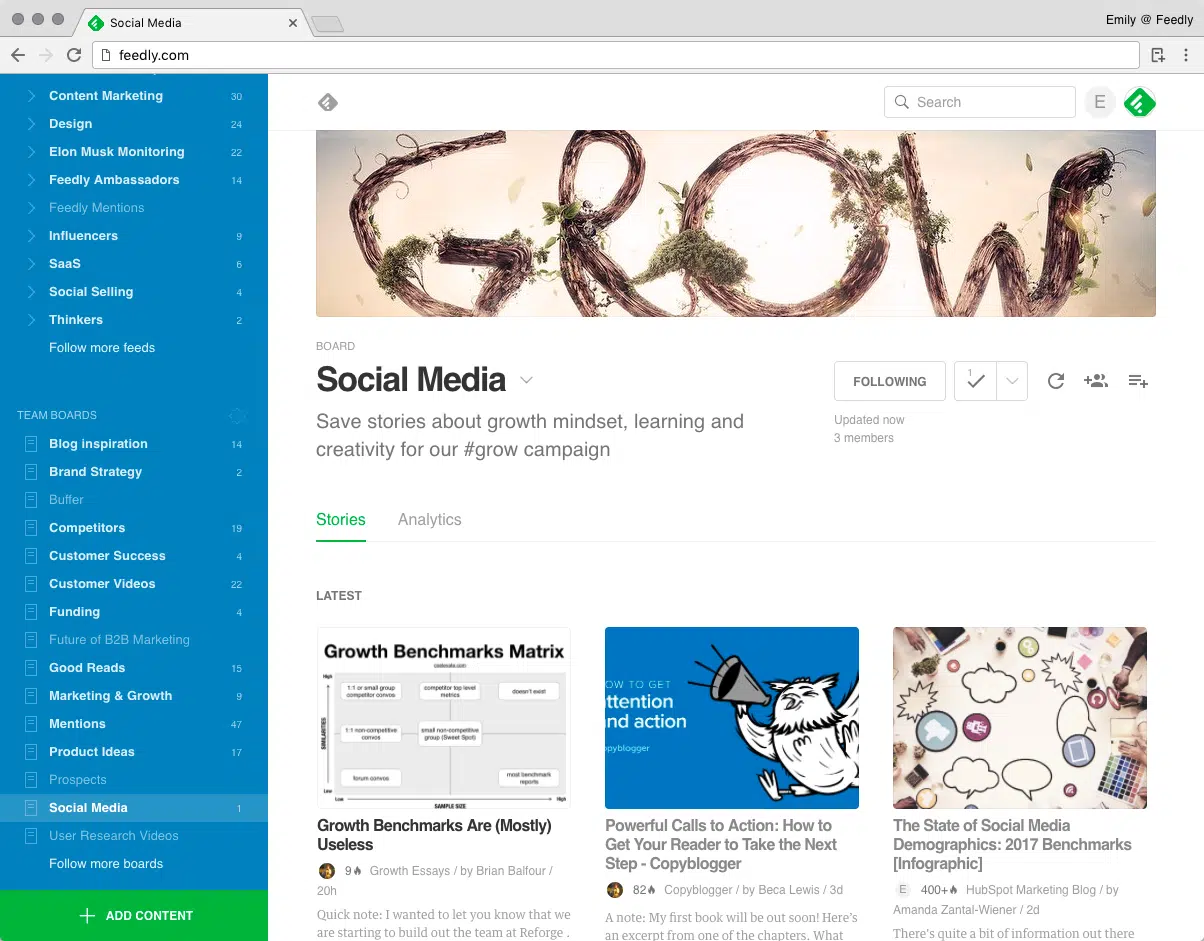 Social Media
Emily @ Feedly
feedly.com
Content Marketing 30
Design 24
Elon Musk Monitoring 22
Feedly Ambassadors 14
Feedly Mentions
Influencers 9
SaaS 6
Social Selling 4
Thinkers 2
Follow more feeds
TEAM BOARDS
Blog inspiration 14
Brand Strategy 2
Buffer
Competitors 19
Customer Success 4
Customer Videos 22
Funding 4
Future of B2B Marketing
Good Reads 15
Marketing & Growth 9
Mentions 47
Product Ideas 17
Prospects
Social Media 1
User Research Videos
Follow more boards
ADD CONTENT
Search
E
GROW
BOARD
Social Media
Save stories about growth mindset, learning and
creativity for our #grow campaign
FOLLOWING
1
Updated now
3 members
Stories Analytics
LATEST
Growth Benchmarks Matrix
High
1:1 or small group
competitor convos
competitor top level
metrics
doesn't exist
SIMILARITIES
1:1 non-competitive
convos
small non-competitive
group (Sweet Spot)
forum convos
most benchmark
reports
Low
Low High
SAMPLE SIZE
Growth Benchmarks Are (Mostly)
Useless
9 Growth Essays / by Brian Balfour /
20h
Quick note: I wanted to let you know that we
are starting to build out the team at Reforge .
OW TO GET
ttention
nd action
opyblogger
Powerful Calls to Action: How to
Get Your Reader to Take the Next
Step - Copyblogger
82 Copyblogger / by Beca Lewis / 3d
A note: My first book will be out soon! Here's
an excerpt from one of the chapters. What
The State of Social Media
Demographics: 2017 Benchmarks
[Infographic]
E 400+ HubSpot Marketing Blog / by
Amanda Zantal-Wiener / 2d
There's quite a bit of information out there